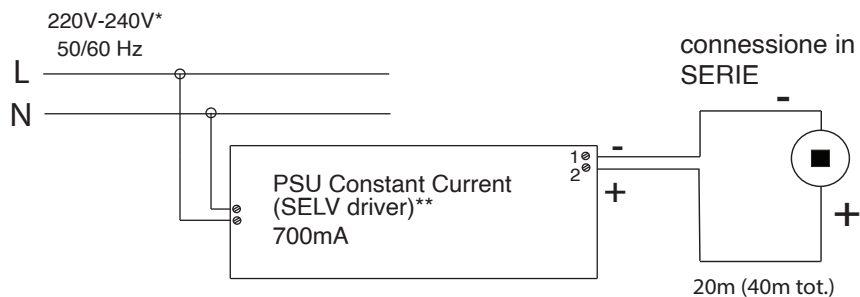 220V-240V*
50/60 Hz
L
N
connessione in
SERIE
-
1
-
2
+
+
PSU Constant Current
(SELV driver)**
700mA
20m (40m tot.)